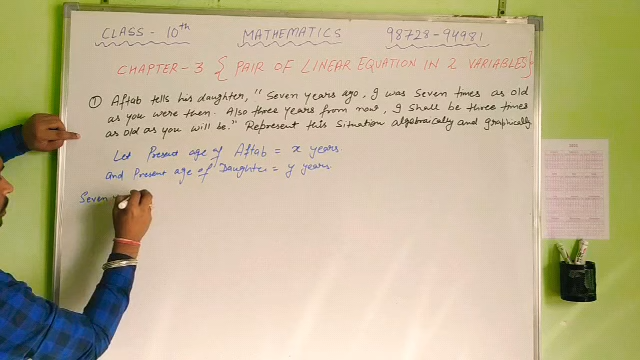 CLASS - 10th MATHEMATICS 98728-94981
CHAPTER-3 { PAIR OF LINEAR EQUATION IN 2 VARIABLES}
① Aftab tells his daughter, "Seven years ago, I was seven times as old
as you were then. Also three years from now, I shall be three times
as old as you will be." Represent this situation algebraically and graphically
Let Present age of Aftab = x years
and Present age of Daughter = y years.
Seven